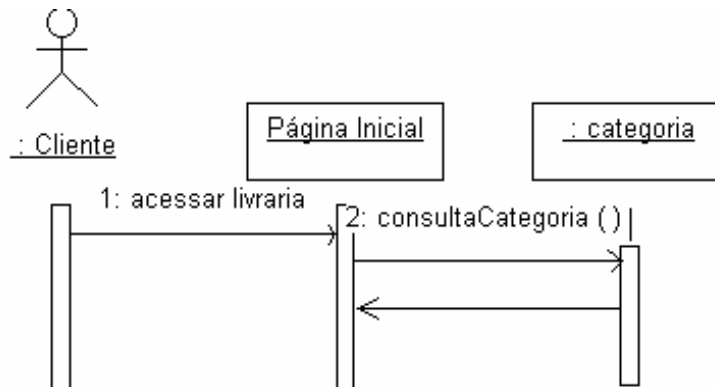 : Cliente
Página Inicial
: categoria
1: acessar livraria
2: consultaCategoria ( )